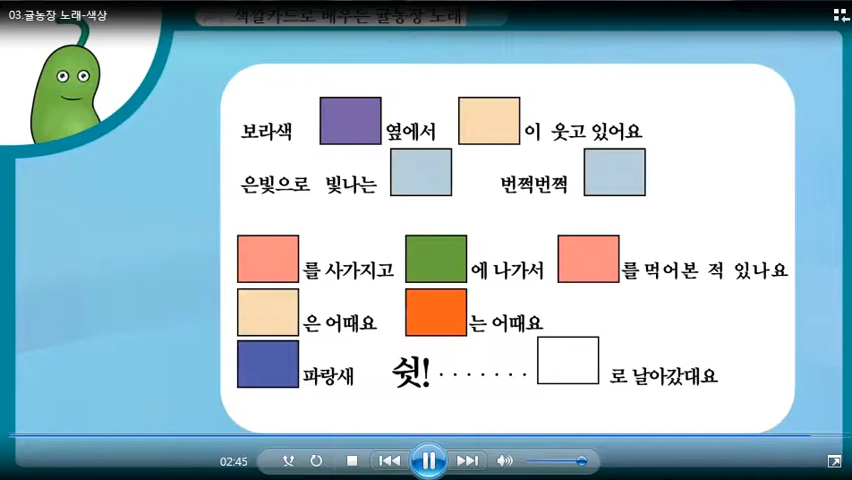 03.귤농장 노래-색상
색깔카드로 배우는 귤농장 노래
보라색 옆에서 이 웃고 있어요
은빛으로 빛나는 번쩍번쩍
를 사가지고 에 나가서 를 먹어본 적 있나요
은 어때요 는 어때요
파랑새 쉿!....... 로 날아갔대요
02:45